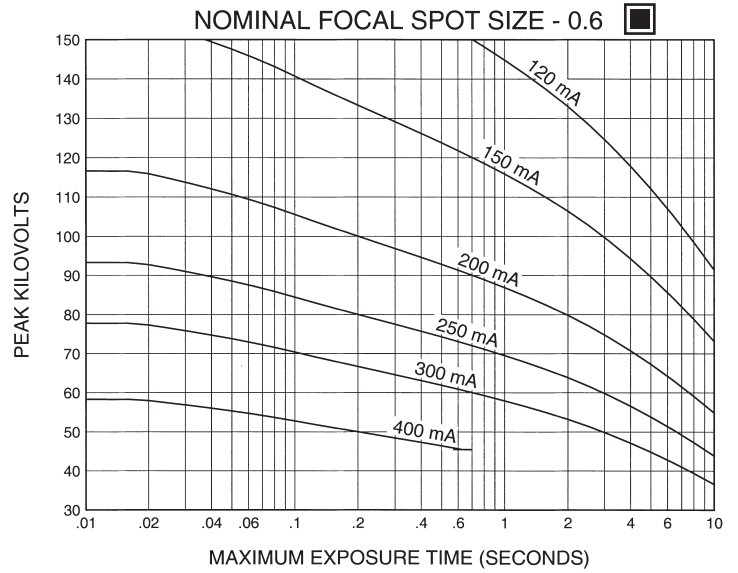 NOMINAL FOCAL SPOT SIZE - 0.6
150
140
130
120
110
100
90
80
70
60
50
40
30
PEAK KILOVOLTS
120 mA
150 mA
200 mA
250 mA
300 mA
400 mA
.01 .02 .04 .06 .1 .2 .4 .6 1 2 4 6 10
MAXIMUM EXPOSURE TIME (SECONDS)